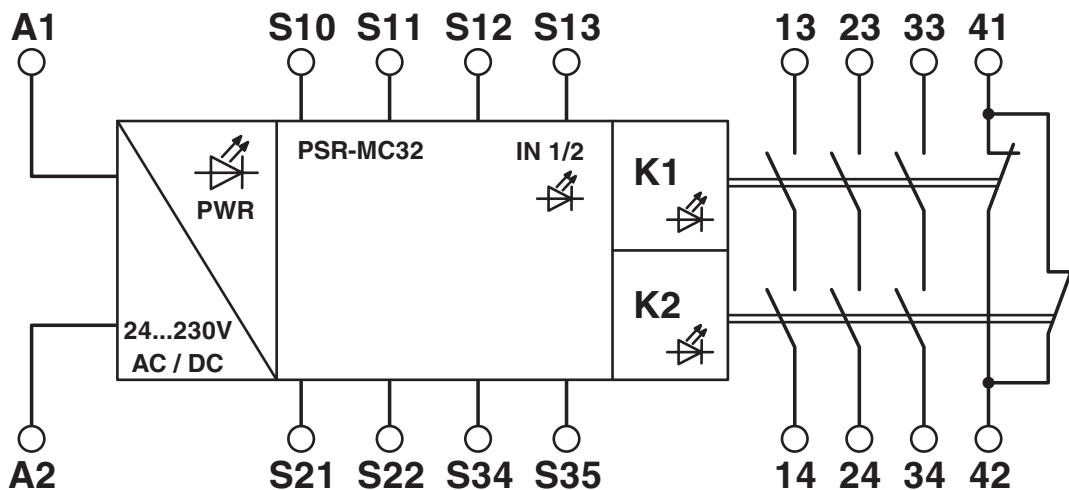 A1 S10 S11 S12 S13 13 23 33 41
PSR-MC32 IN 1/2
K1
PWR
K2
24...230V
AC / DC
A2 S21 S22 S34 S35 14 24 34 42